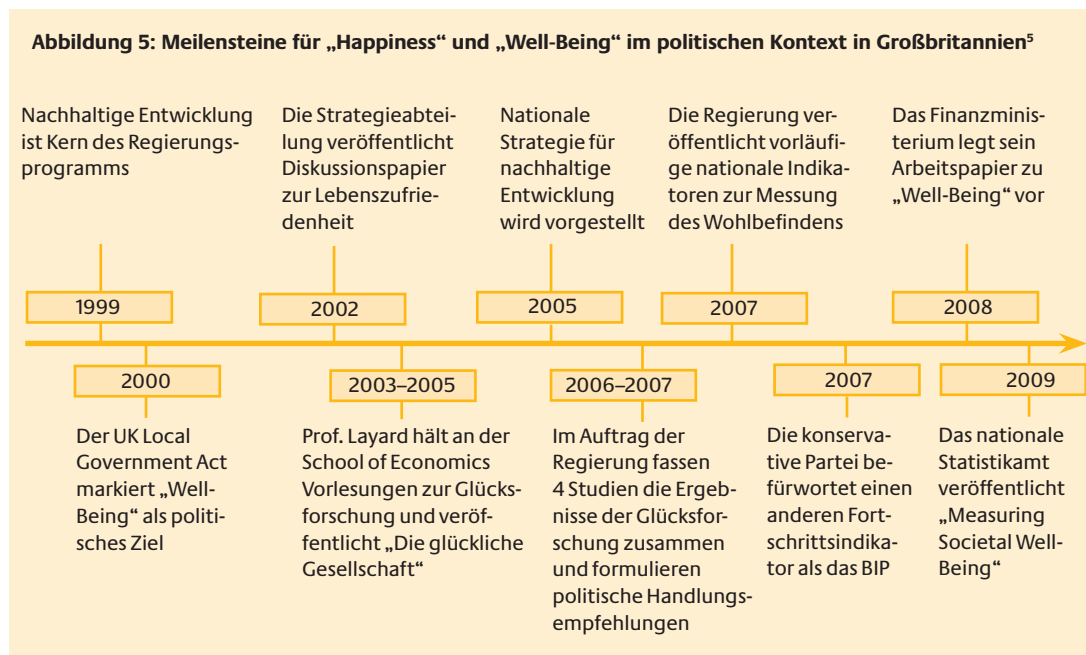 Abbildung 5: Meilensteine für „Happiness“ und „Well-Being“ im politischen Kontext in Großbritannien⁵
Nachhaltige Entwicklung
ist Kern des Regierungs-
programms
Die Strategieabtei-
lung veröffentlicht
Diskussionspapier
zur Lebenszufrie-
denheit
Nationale
Strategie für
nachhaltige
Entwicklung
wird vorgestellt
Die Regierung ver-
öffentlicht vorläufi-
ge nationale Indika-
toren zur Messung
des Wohlbefindens
Das Finanzminis-
terium legt sein
Arbeitspapier zu
„Well-Being“ vor
1999
2002
2005
2007
2008
2000
2003–2005
2006–2007
2007
2009
Der UK Local
Government Act
markiert „Well-
Being“ als politi-
sches Ziel
Prof. Layard hält an der
School of Economics
Vorlesungen zur Glücks-
forschung und veröf-
fentlicht „Die glückliche
Gesellschaft“
Im Auftrag der
Regierung fassen
4 Studien die Ergeb-
nisse der Glücksfor-
schung zusammen
und formulieren
politische Handlungs-
empfehlungen
Die konserva-
tive Partei be-
fürwortet einen
anderen Fort-
schrittsindika-
tor als das BIP
Das nationale
Statistikamt
veröffentlicht
„Measuring
Societal Well-
Being“